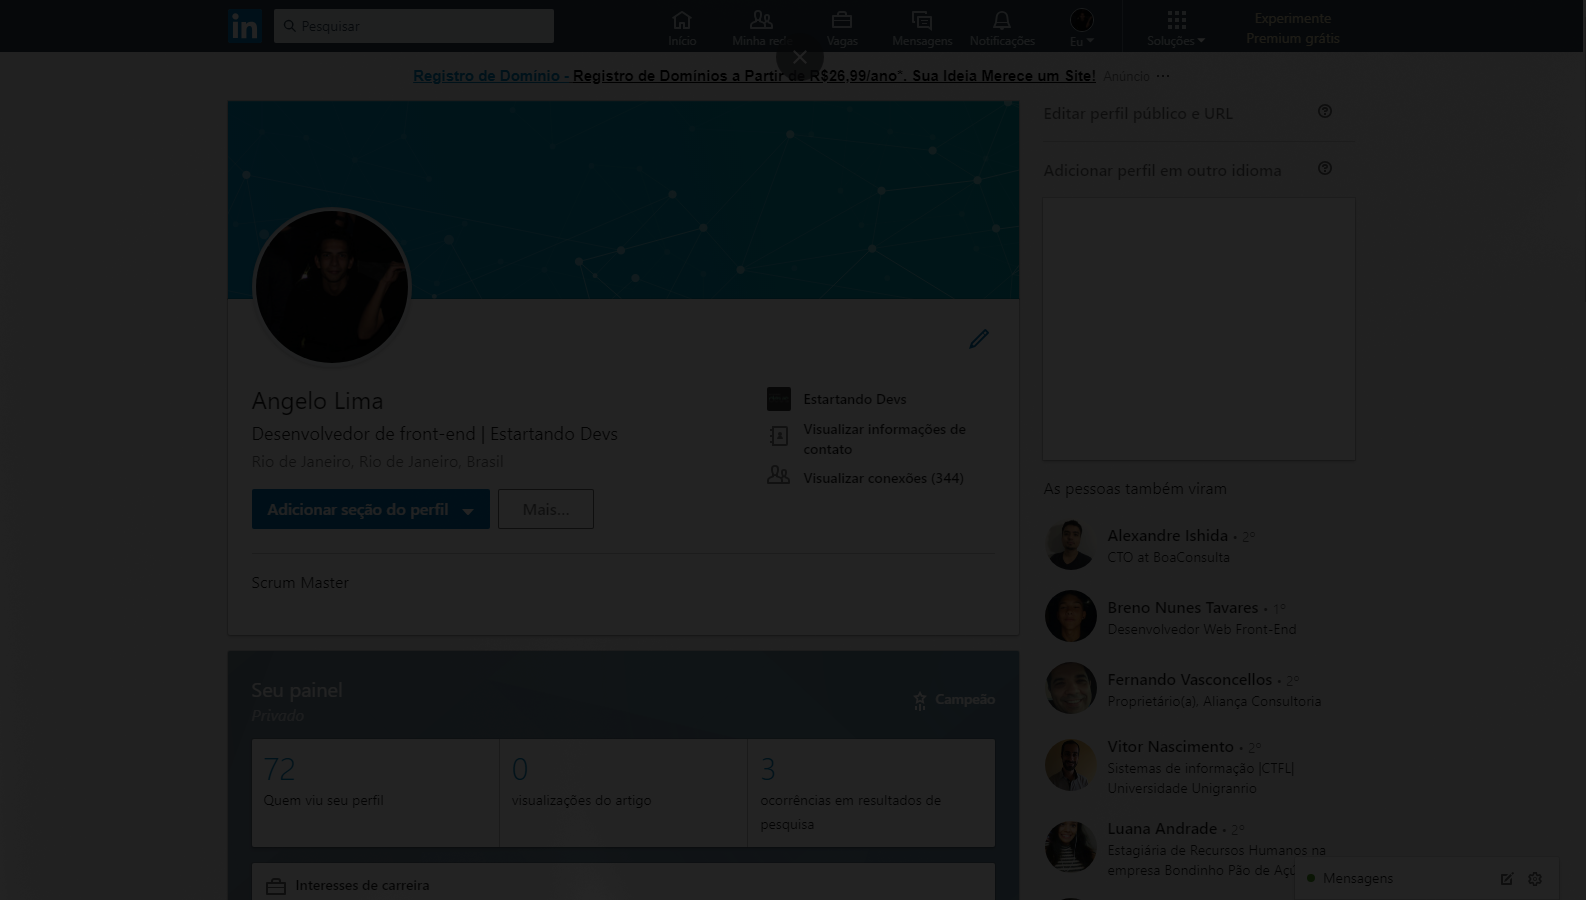 in
Pesquisar
Início
Minha rede
Vagas
Mensagens
Notificações
Eu
Soluções
Experimente
Premium grátis
Registro de Domínio - Registro de Domínios a Partir de R$26,99/ano*. Sua Ideia Merece um Site! Anúncio
Editar perfil público e URL
Adicionar perfil em outro idioma
Angelo Lima
Desenvolvedor de front-end | Estartando Devs
Rio de Janeiro, Rio de Janeiro, Brasil
Adicionar seção do perfil
Mais...
Estartando Devs
Visualizar informações de
contato
Visualizar conexões (344)
Scrum Master
Seu painel
Privado
Campeão
72
Quem viu seu perfil
0
visualizações do artigo
3
ocorrências em resultados de
pesquisa
Interesses de carreira
As pessoas também viram
Alexandre Ishida • 2º
CTO at BoaConsulta
Breno Nunes Tavares • 1º
Desenvolvedor Web Front-End
Fernando Vasconcellos • 2º
Proprietário(a), Aliança Consultoria
Vitor Nascimento • 2º
Sistemas de informação |CTFL|
Universidade Unigranrio
Luana Andrade • 2º
Estagiária de Recursos Humanos na
empresa Bondinho Pão de
Mensagens